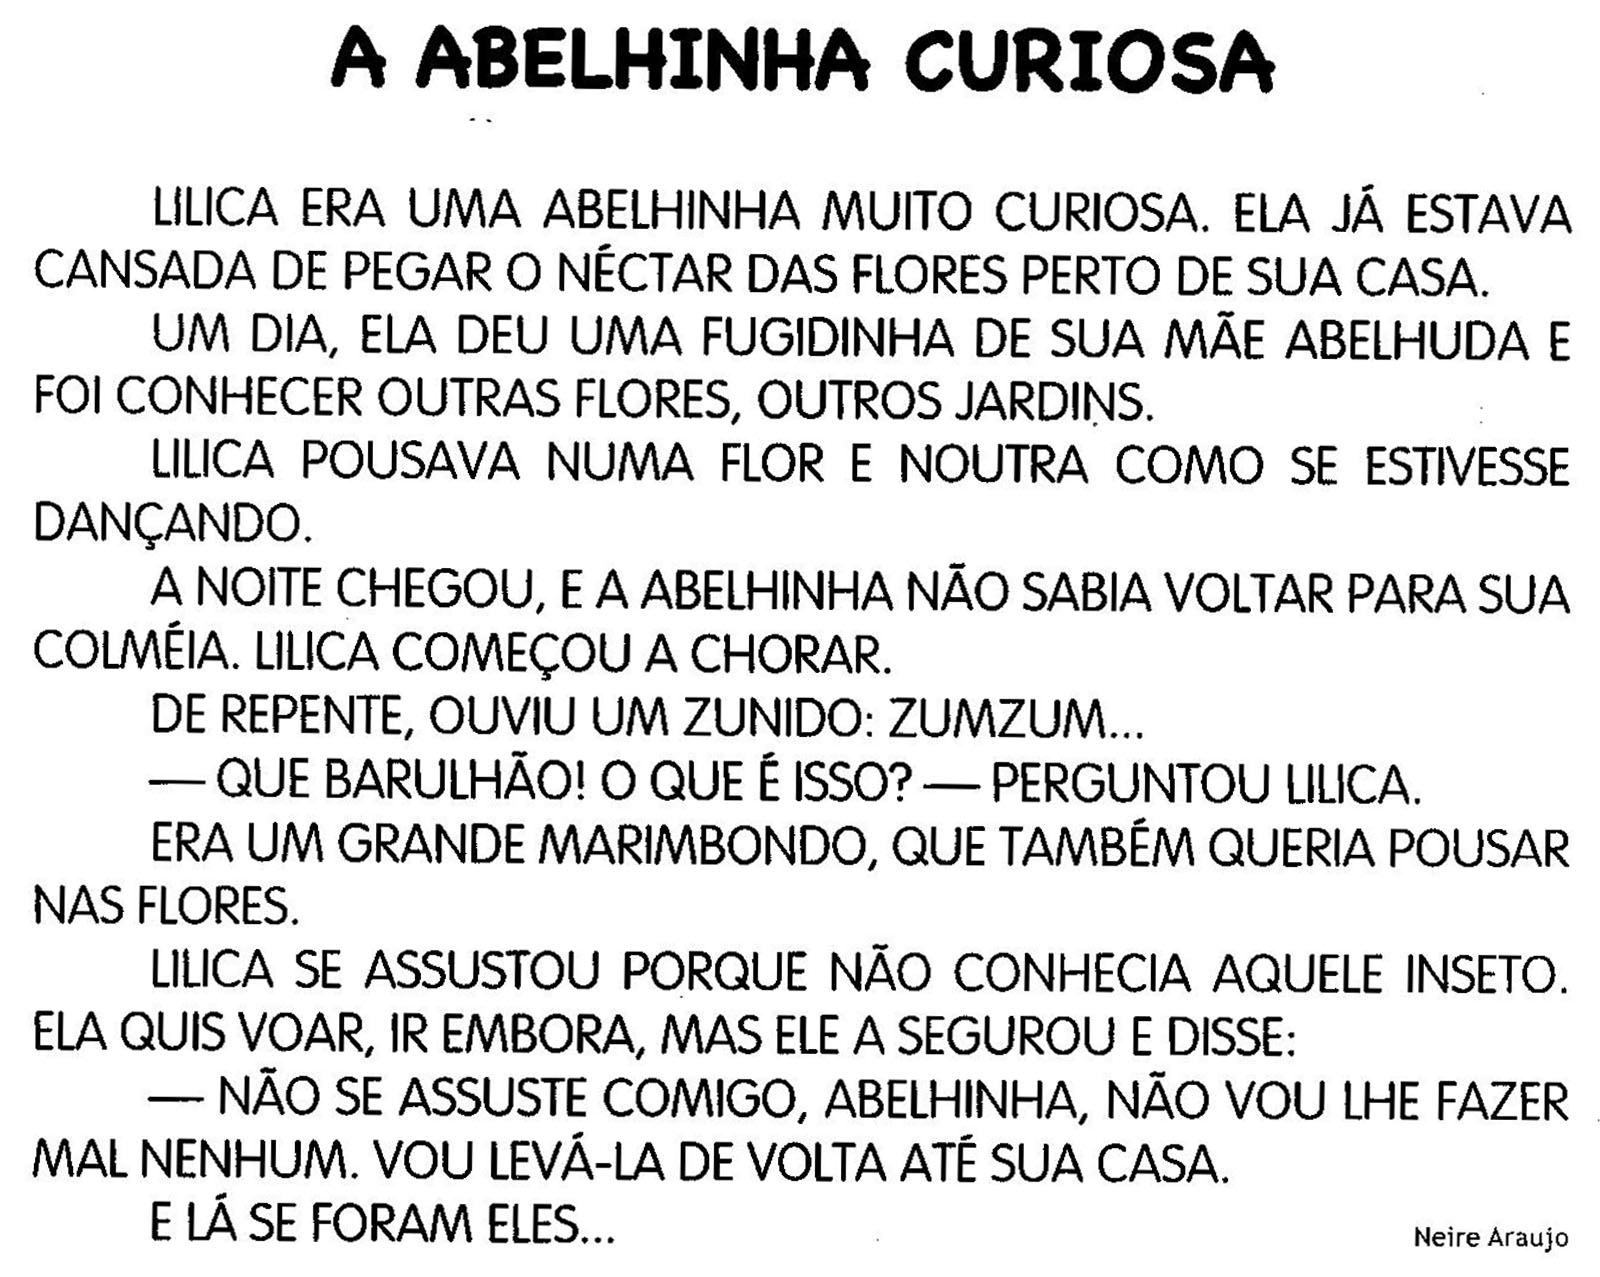 A ABELHINHA CURIOSA
LILICA ERA UMA ABELHINHA MUITO CURIOSA. ELA JÁ ESTAVA
CANSADA DE PEGAR O NÉCTAR DAS FLORES PERTO DE SUA CASA.
UM DIA, ELA DEU UMA FUGIDINHA DE SUA MÃE ABELHUDA E
FOI CONHECER OUTRAS FLORES, OUTROS JARDINS.
LILICA POUSAVA NUMA FLOR E NOUTRA COMO SE ESTIVESSE
DANÇANDO.
A NOITE CHEGOU, E A ABELHINHA NÃO SABIA VOLTAR PARA SUA
COLMÉIA. LILICA COMEÇOU A CHORAR.
DE REPENTE, OUVIU UM ZUNIDO: ZUMZUM...
— QUE BARULHÃO! O QUE É ISSO? — PERGUNTOU LILICA.
ERA UM GRANDE MARIMBONDO, QUE TAMBÉM QUERIA POUSAR
NAS FLORES.
LILICA SE ASSUSTOU PORQUE NÃO CONHECIA AQUELE INSETO.
ELA QUIS VOAR, IR EMBORA, MAS ELE A SEGUROU E DISSE:
— NÃO SE ASSUSTE COMIGO, ABELHINHA, NÃO VOU LHE FAZER
MAL NENHUM. VOU LEVÁ-LA DE VOLTA ATÉ SUA CASA.
E LÁ SE FORAM ELES...
Neire Araujo